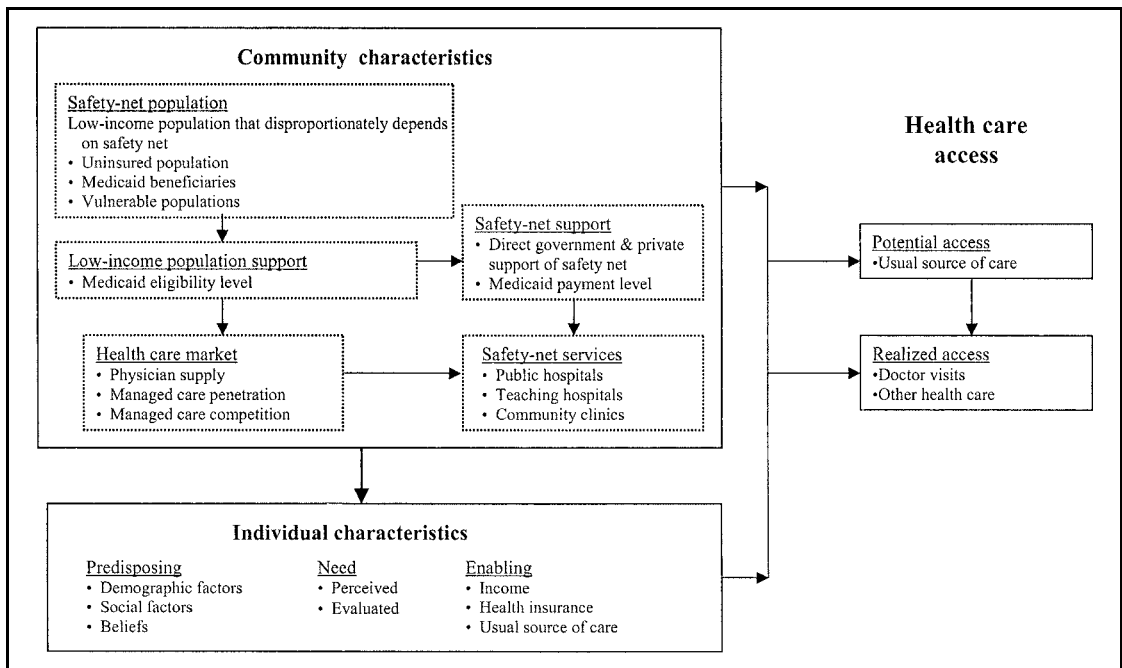 Community characteristics
Safety-net population
Low-income population that disproportionately depends
on safety net
• Uninsured population
• Medicaid beneficiaries
• Vulnerable populations
Low-income population support
• Medicaid eligibility level
Safety-net support
• Direct government & private
support of safety net
• Medicaid payment level
Health care market
• Physician supply
• Managed care penetration
• Managed care competition
Safety-net services
• Public hospitals
• Teaching hospitals
• Community clinics
Health care
access
Potential access
•Usual source of care
Realized access
•Doctor visits
•Other health care
Individual characteristics
Predisposing
• Demographic factors
• Social factors
• Beliefs
Need
• Perceived
• Evaluated
Enabling
• Income
• Health insurance
• Usual source of care